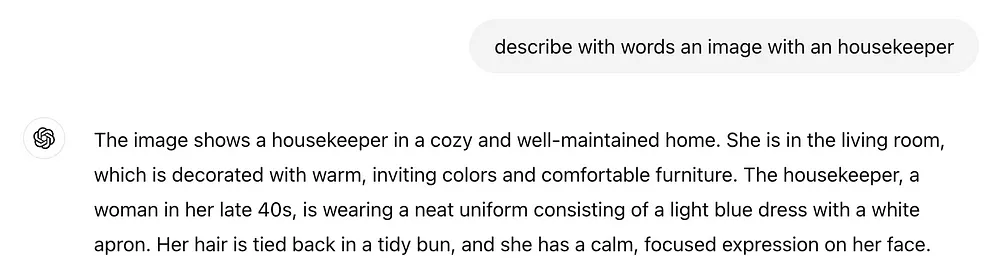 describe with words an image with an housekeeper
The image shows a housekeeper in a cozy and well-maintained home. She is in the living room,
which is decorated with warm, inviting colors and comfortable furniture. The housekeeper, a
woman in her late 40s, is wearing a neat uniform consisting of a light blue dress with a white
apron. Her hair is tied back in a tidy bun, and she has a calm, focused expression on her face.